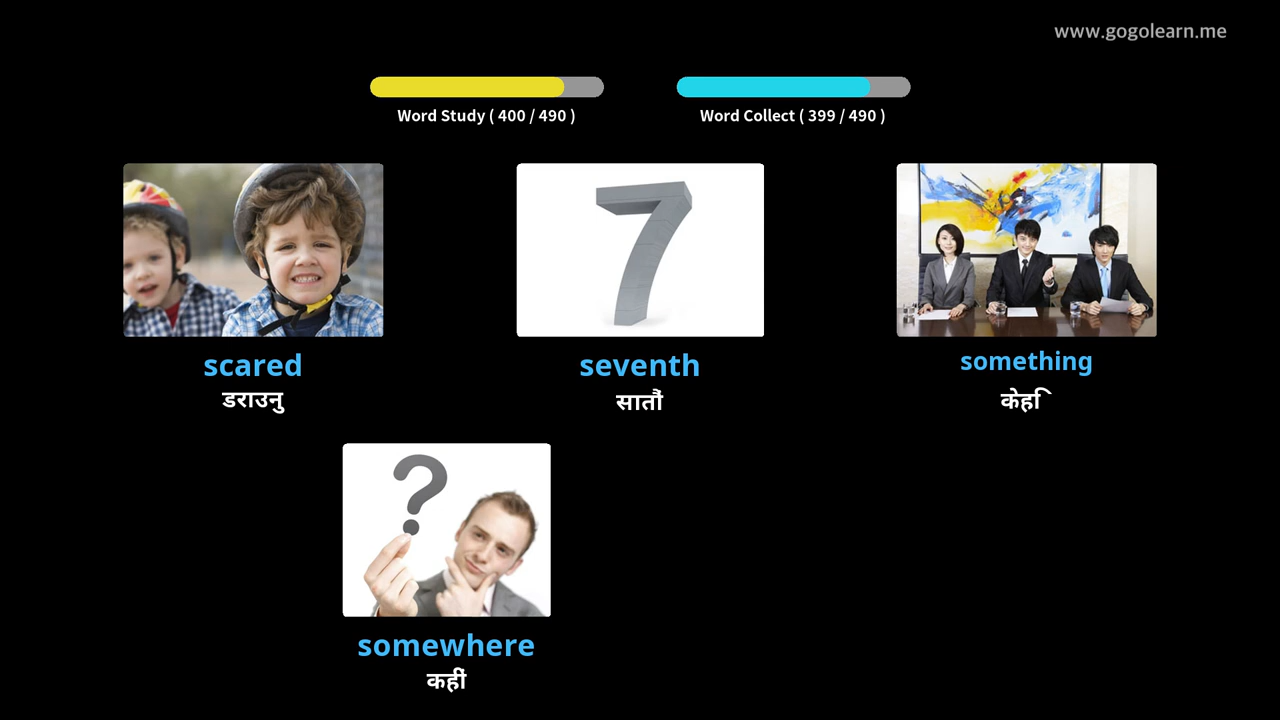 www.gogolearn.me
Word Study ( 400 / 490 )
Word Collect ( 399 / 490 )
scared
डराउनु
seventh
सातौं
something
केहि
somewhere
कहीं